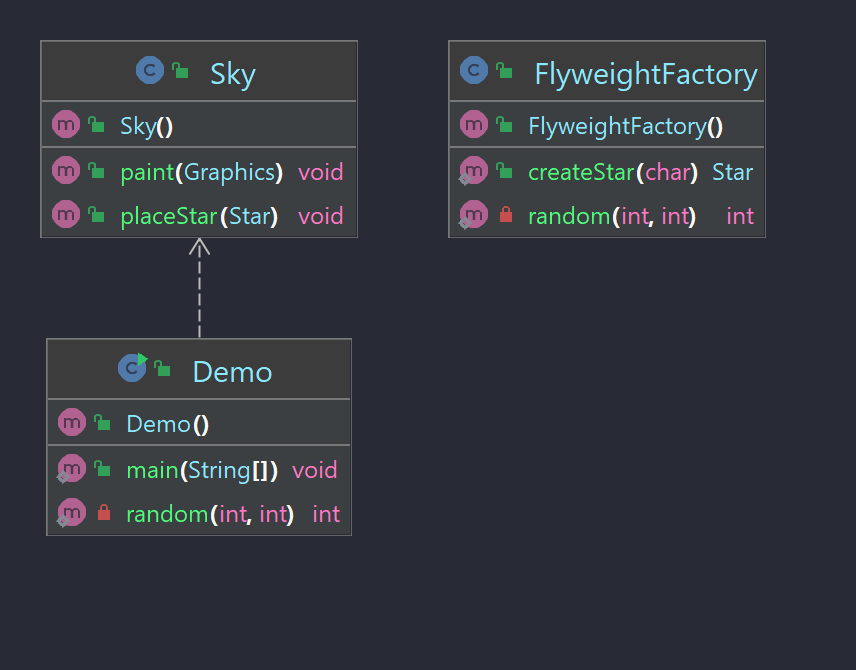 Sky
Sky()
paint(Graphics) void
placeStar(Star) void
FlyweightFactory
FlyweightFactory()
createStar(char) Star
random(int, int) int
Demo
Demo()
main(String[]) void
random(int, int) int